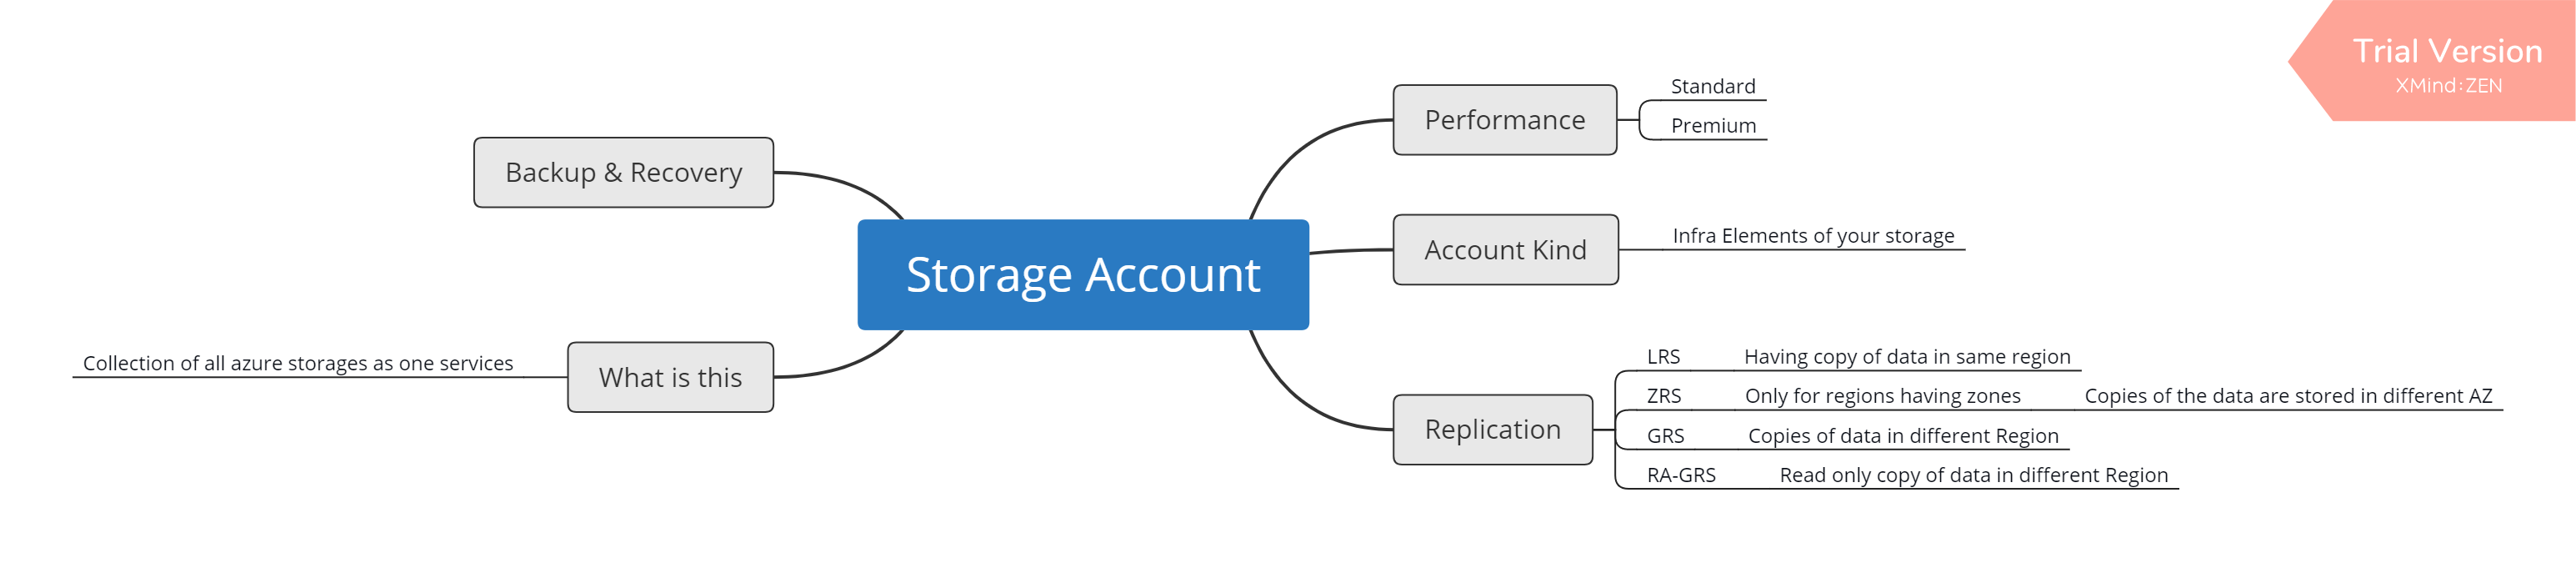 Trial Version
XMind:ZEN
Storage Account
Performance
Standard
Premium
Account Kind
Infra Elements of your storage
Replication
LRS
Having copy of data in same region
ZRS
Only for regions having zones
Copies of the data are stored in different AZ
GRS
Copies of data in different Region
RA-GRS
Read only copy of data in different Region
Backup & Recovery
What is this
Collection of all azure storages as one services